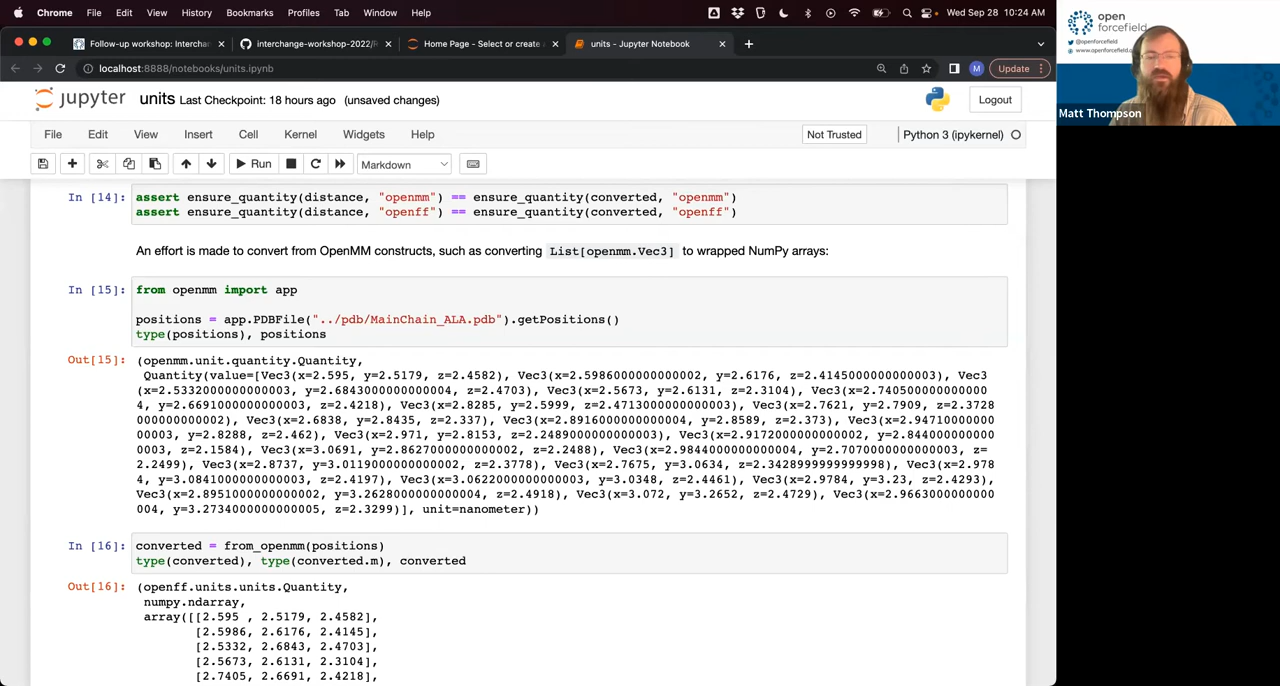 Chrome File Edit View History Bookmarks Profiles Tab Window Help Wed Sep 28 10:24 AM
Follow-up workshop: Intercha interchange-workshop-2022/ Home Page - Select or create units - Jupyter Notebook
localhost:8888/notebooks/units.ipynb M Update
jupyter units Last Checkpoint: 18 hours ago (unsaved changes) Logout
File Edit View Insert Cell Kernel Widgets Help Not Trusted Python 3 (ipykernel)
Run Markdown
In [14]: assert ensure_quantity(distance, "openmm") == ensure_quantity(converted, "openmm")
assert ensure_quantity(distance, "openff") == ensure_quantity(converted, "openff")
An effort is made to convert from OpenMM constructs, such as converting List[openmm.Vec3] to wrapped NumPy arrays:
In [15]: from openmm import app
positions = app.PDBFile("../pdb/MainChain_ALA.pdb").getPositions()
type(positions), positions
Out[15]: (openmm.unit.quantity.Quantity,
Quantity(value=[Vec3(x=2.595, y=2.5179, z=2.4582), Vec3(x=2.5986000000000002, y=2.6176, z=2.4145000000000003), Vec3
(x=2.5332000000000003, y=2.6843000000000004, z=2.4703), Vec3(x=2.5673, y=2.6131, z=2.3104), Vec3(x=2.740500000000000
4, y=2.6691000000000003, z=2.4218), Vec3(x=2.8285, y=2.5999, z=2.4713000000000003), Vec3(x=2.7621, y=2.7909, z=2.3728
000000000002), Vec3(x=2.6838, y=2.8435, z=2.337), Vec3(x=2.8916000000000004, y=2.8589, z=2.373), Vec3(x=2.94710000000
00003, y=2.8288, z=2.462), Vec3(x=2.971, y=2.8153, z=2.2489000000000003), Vec3(x=2.9172000000000002, y=2.844000000000
0003, z=2.1584), Vec3(x=3.0691, y=2.8627000000000002, z=2.2488), Vec3(x=2.9844000000000004, y=2.7070000000000003, z=
2.2499), Vec3(x=2.8737, y=3.0119000000000002, z=2.3778), Vec3(x=2.7675, y=3.0634, z=2.3428999999999998), Vec3(x=2.978
4, y=3.0841000000000003, z=2.4197), Vec3(x=3.0622000000000003, y=3.0348, z=2.4461), Vec3(x=2.9784, y=3.23, z=2.4293),
Vec3(x=2.8951000000000002, y=3.2628000000000004, z=2.4918), Vec3(x=3.072, y=3.2652, z=2.4729), Vec3(x=2.9663000000000
004, y=3.2734000000000005, z=2.3299)], unit=nanometer))
In [16]: converted = from_openmm(positions)
type(converted), type(converted.m), converted
Out[16]: (openff.units.units.Quantity,
numpy.ndarray,
array([[2.595 , 2.5179, 2.4582],
[2.5986, 2.6176, 2.4145],
[2.5332, 2.6843, 2.4703],
[2.5673, 2.6131, 2.3104],
[2.7405, 2.6691, 2.4218],
open
forcefield
@openforcefield
Matt Thompson